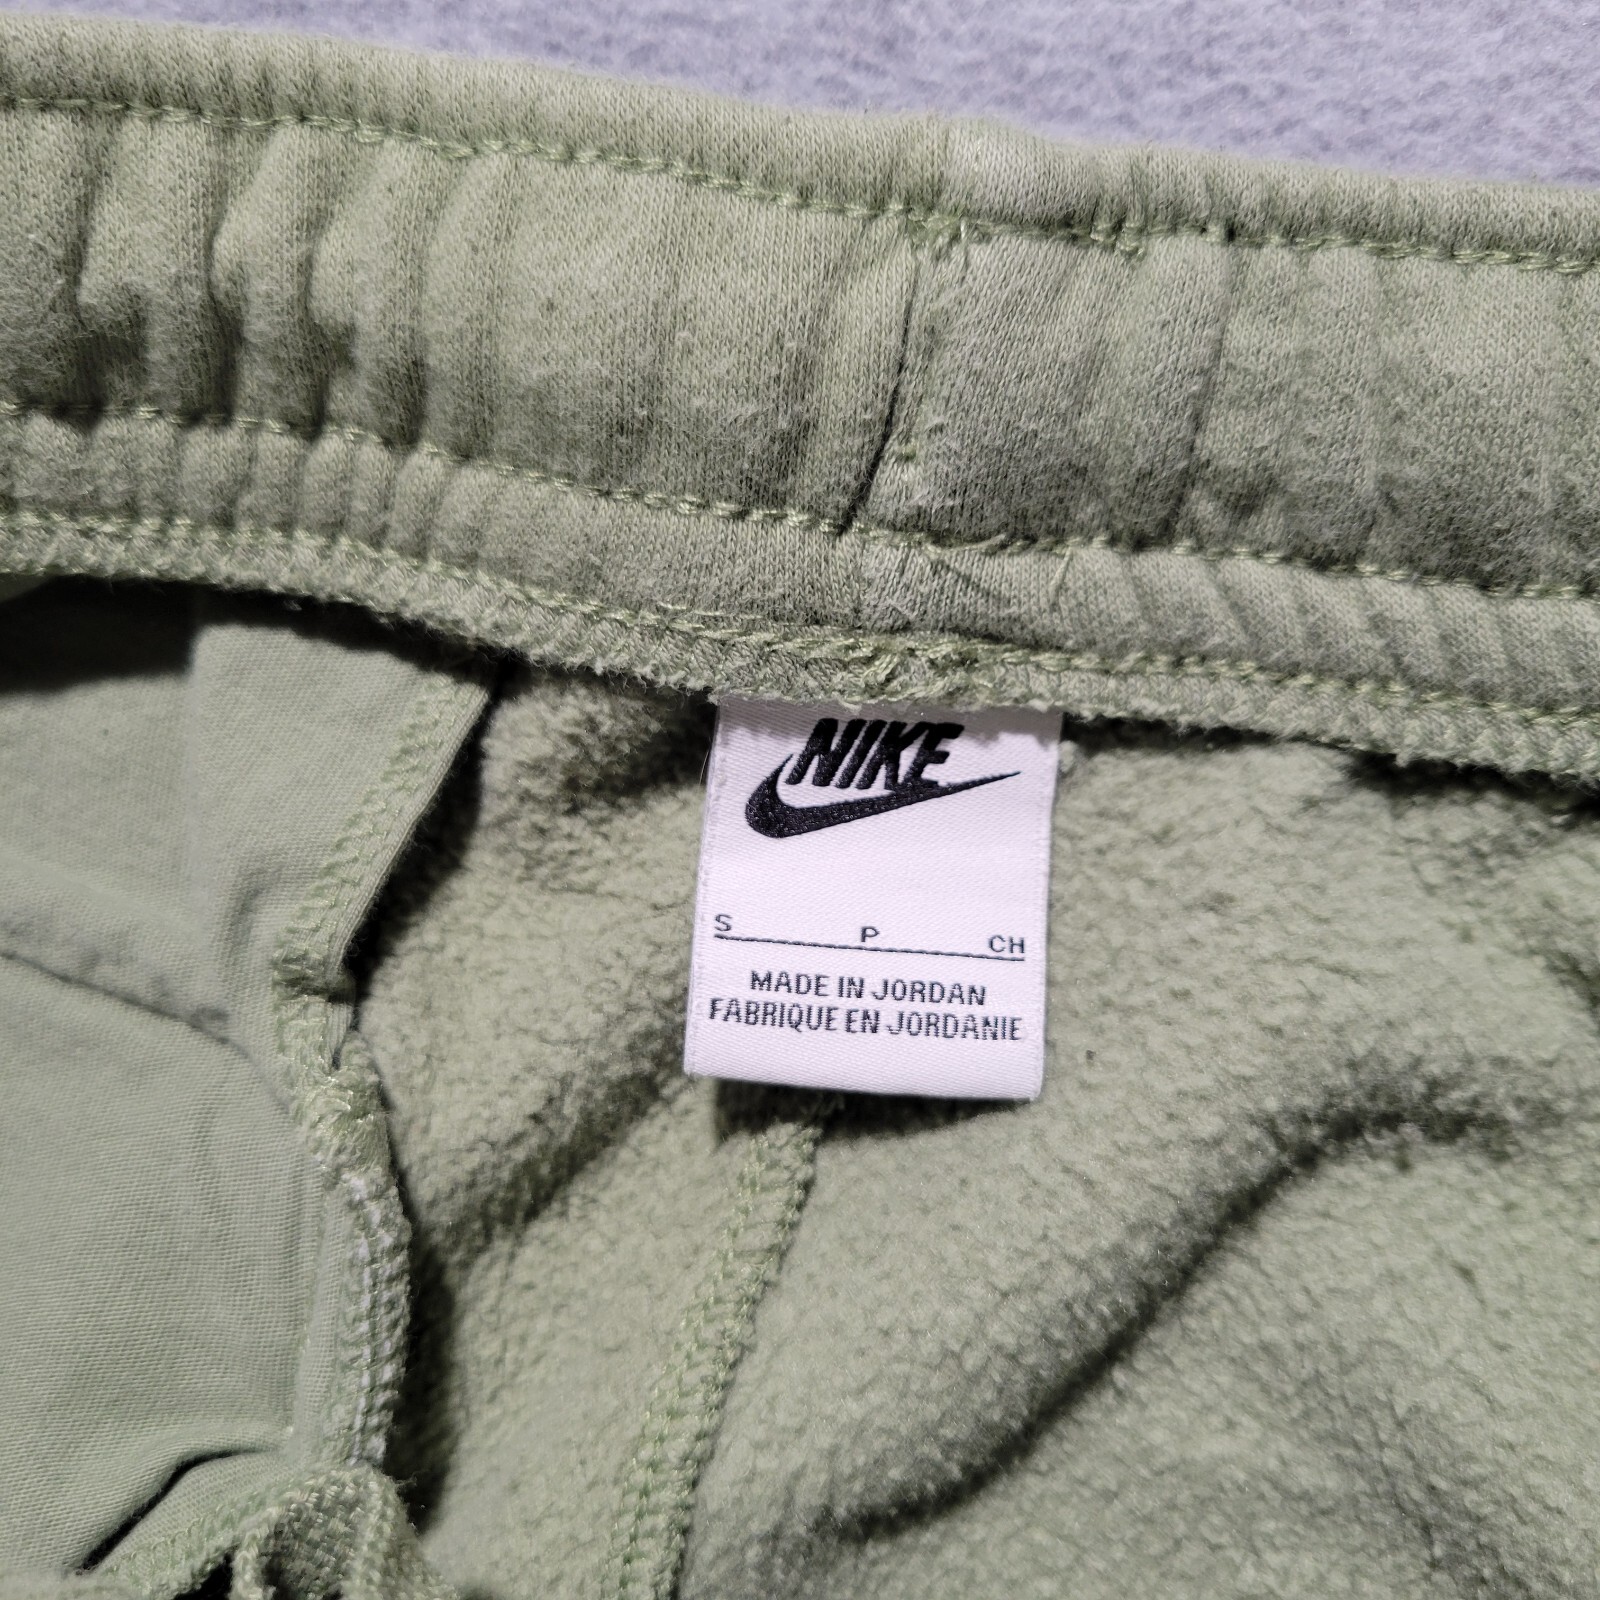 NIKE
S P CH
MADE IN JORDAN
FABRIQUE EN JORDANIE